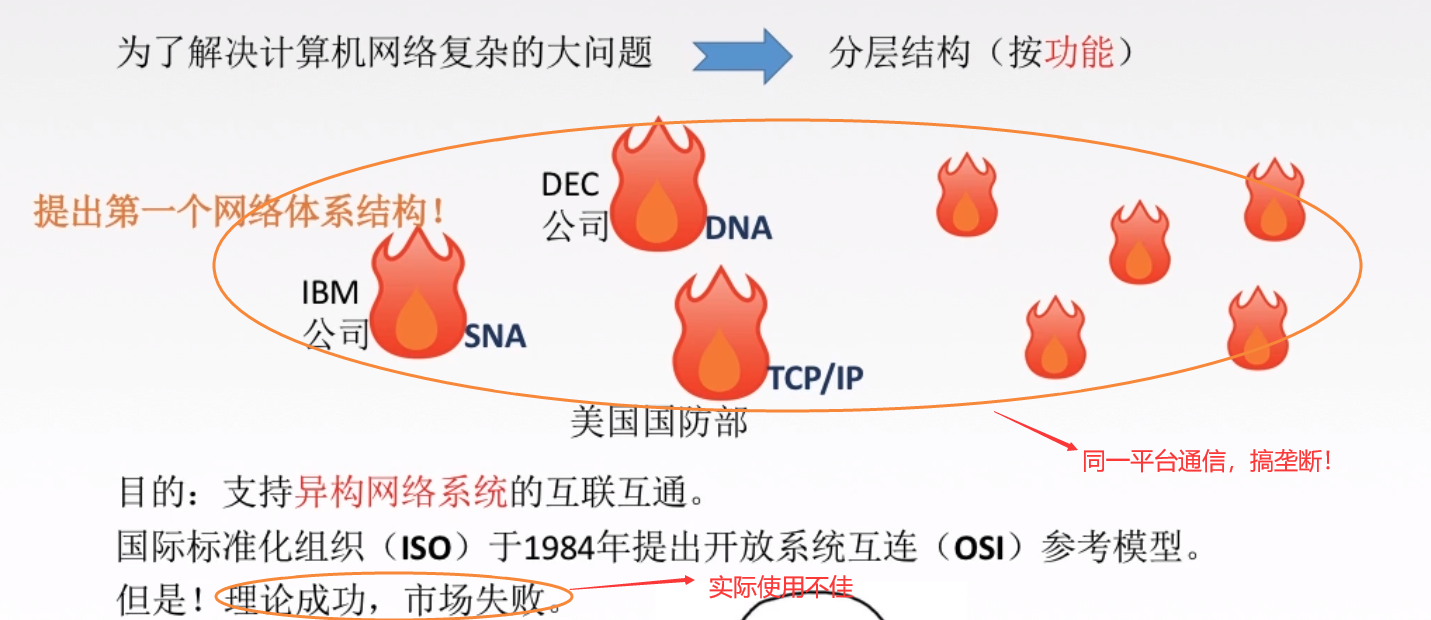 为了解决计算机网络复杂的大问题
分层结构（按功能）
提出第一个网络体系结构！
DEC
公司
DNA
IBM
公司
SNA
TCP/IP
美国国防部
同一平台通信，搞垄断！
目的：支持异构网络系统的互联互通。
国际标准化组织（ISO）于1984年提出开放系统互连（OSI）参考模型。
但是！理论成功，市场失败。
实际使用不佳